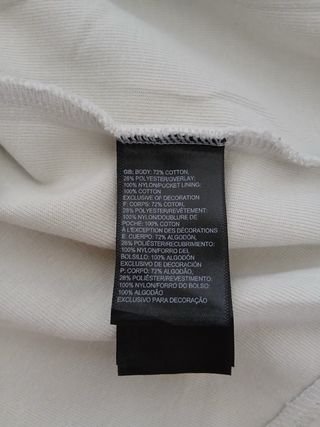 GB: BODY: 72% COTTON,
28% POLYESTER/OVERLAY:
100% NYLON/POCKET LINING:
100% COTTON
EXCLUSIVE OF DECORATION
F: CORPS: 72% COTON,
28% POLYESTER/REVÊTEMENT:
100% NYLON/DOUBLURE DE
POCHE: 100% COTON
À L'EXCEPTION DES DÉCORATIONS
E: CUERPO: 72% ALGODÓN,
28% POLIÉSTER/RECUBRIMIENTO:
100% NYLON/FORRO DEL
BOLSILLO: 100% ALGODÓN
EXCLUSIVO DE DECORACIÓN
P: CORPO: 72% ALGODÃO,
28% POLIÉSTER/REVESTIMENTO:
100% NYLON/FORRO DO BOLSO:
100% ALGODÃO
EXCLUSIVO PARA DECORAÇÃO